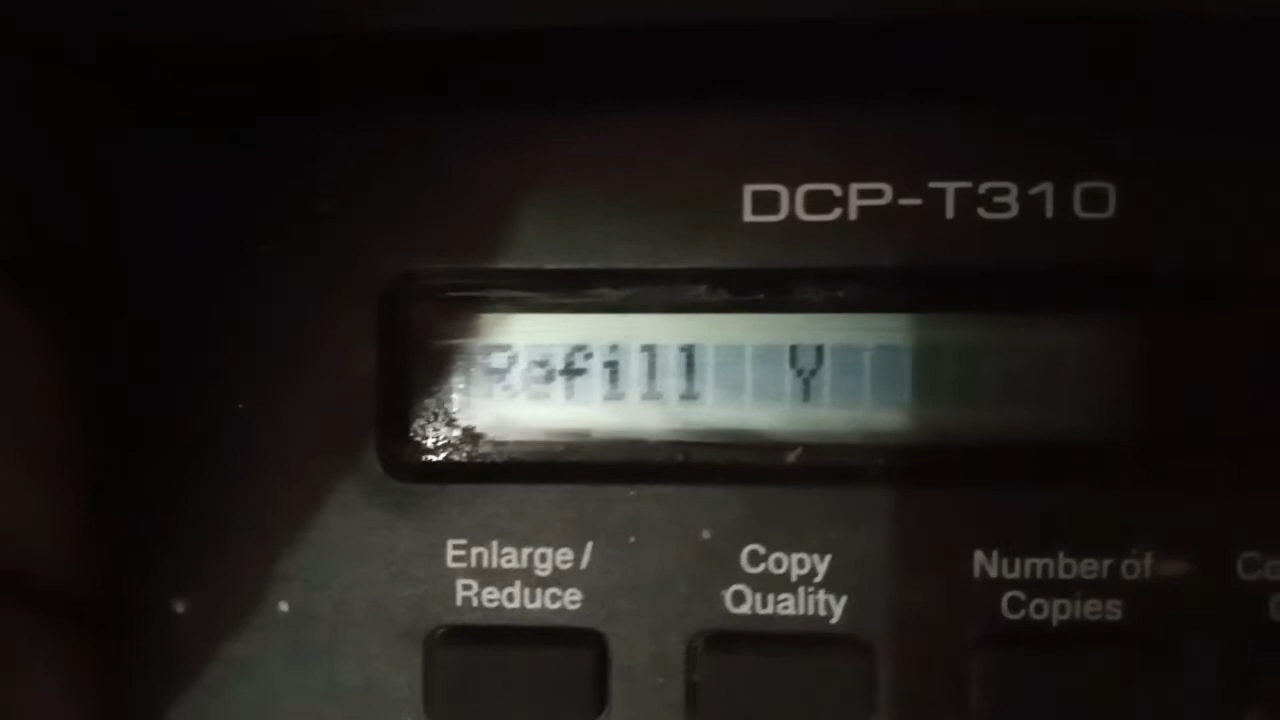 DCP-T310
Refill Y
Enlarge/
Reduce
Copy
Quality
Number of
Copies